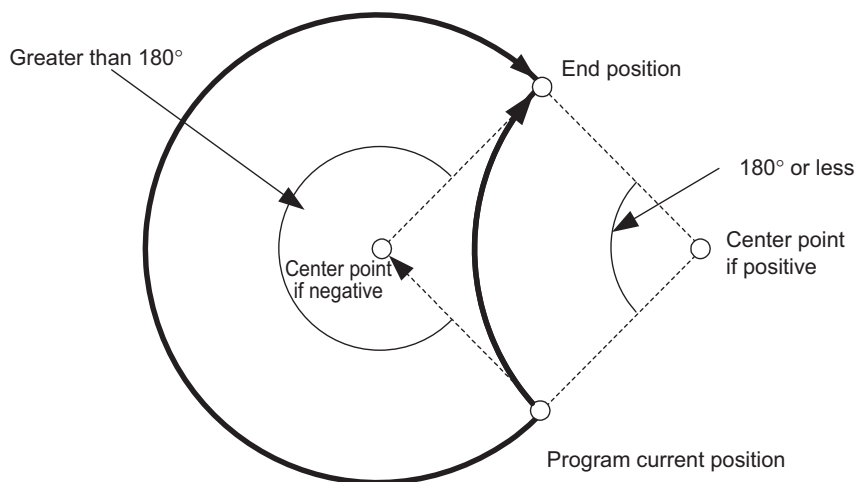 Greater than 180°
End position
180° or less
Center point
if negative
Center point
if positive
Program current position